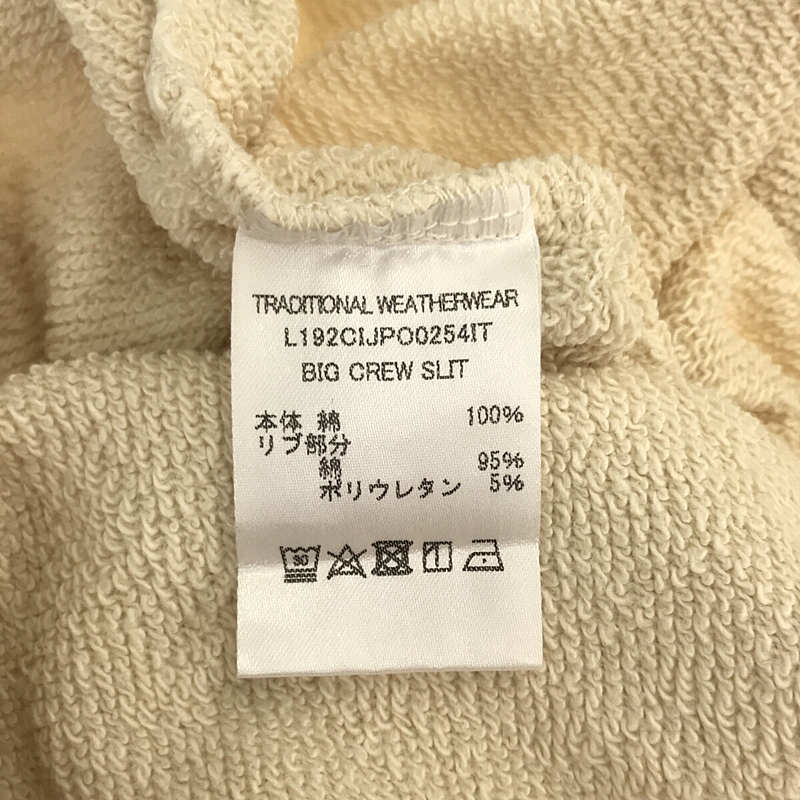 TRADITIONAL WEATHERWEAR
L192CIJPO0254IT
BIG CREW SLIT
本体 綿 100%
リブ部分
綿 95%
ポリウレタン 5%
30